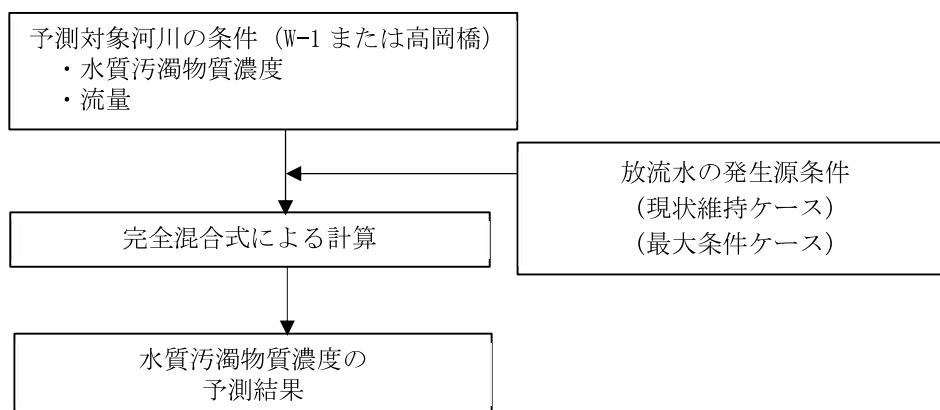 予測対象河川の条件（W-1 または高岡橋）
・水質汚濁物質濃度
・流量
放流水の発生源条件
（現状維持ケース）
（最大条件ケース）
完全混合式による計算
水質汚濁物質濃度の
予測結果